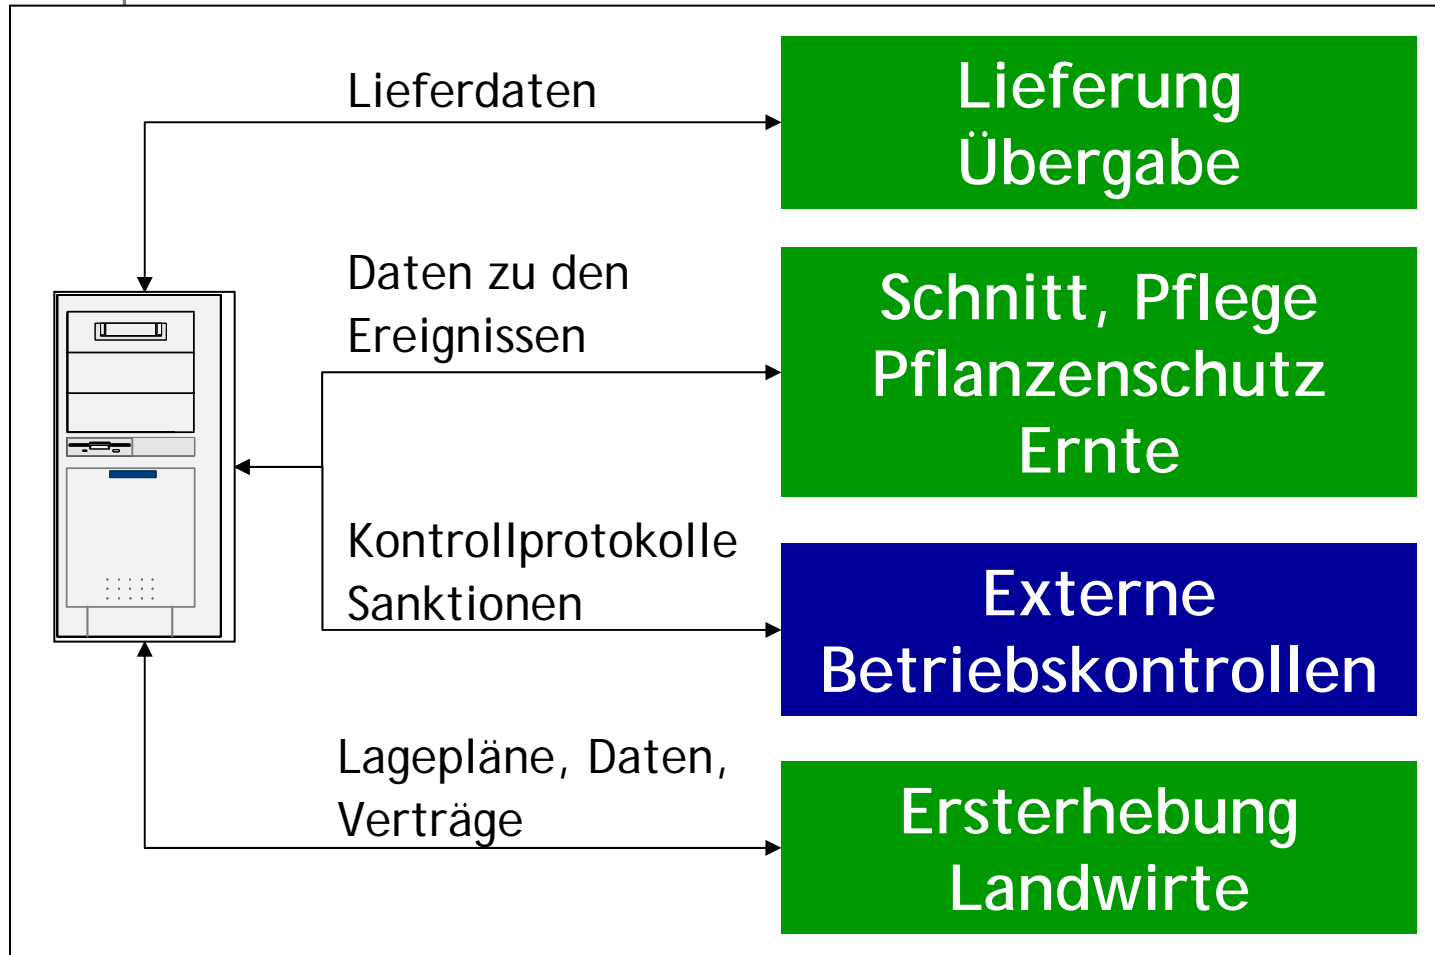 Lieferdaten
Lieferung
Übergabe
Daten zu den
Ereignissen
Schnitt, Pflege
Pflanzenschutz
Ernte
Kontrollprotokolle
Sanktionen
Externe
Betriebskontrollen
Lagepläne, Daten,
Verträge
Ersterhebung
Landwirte